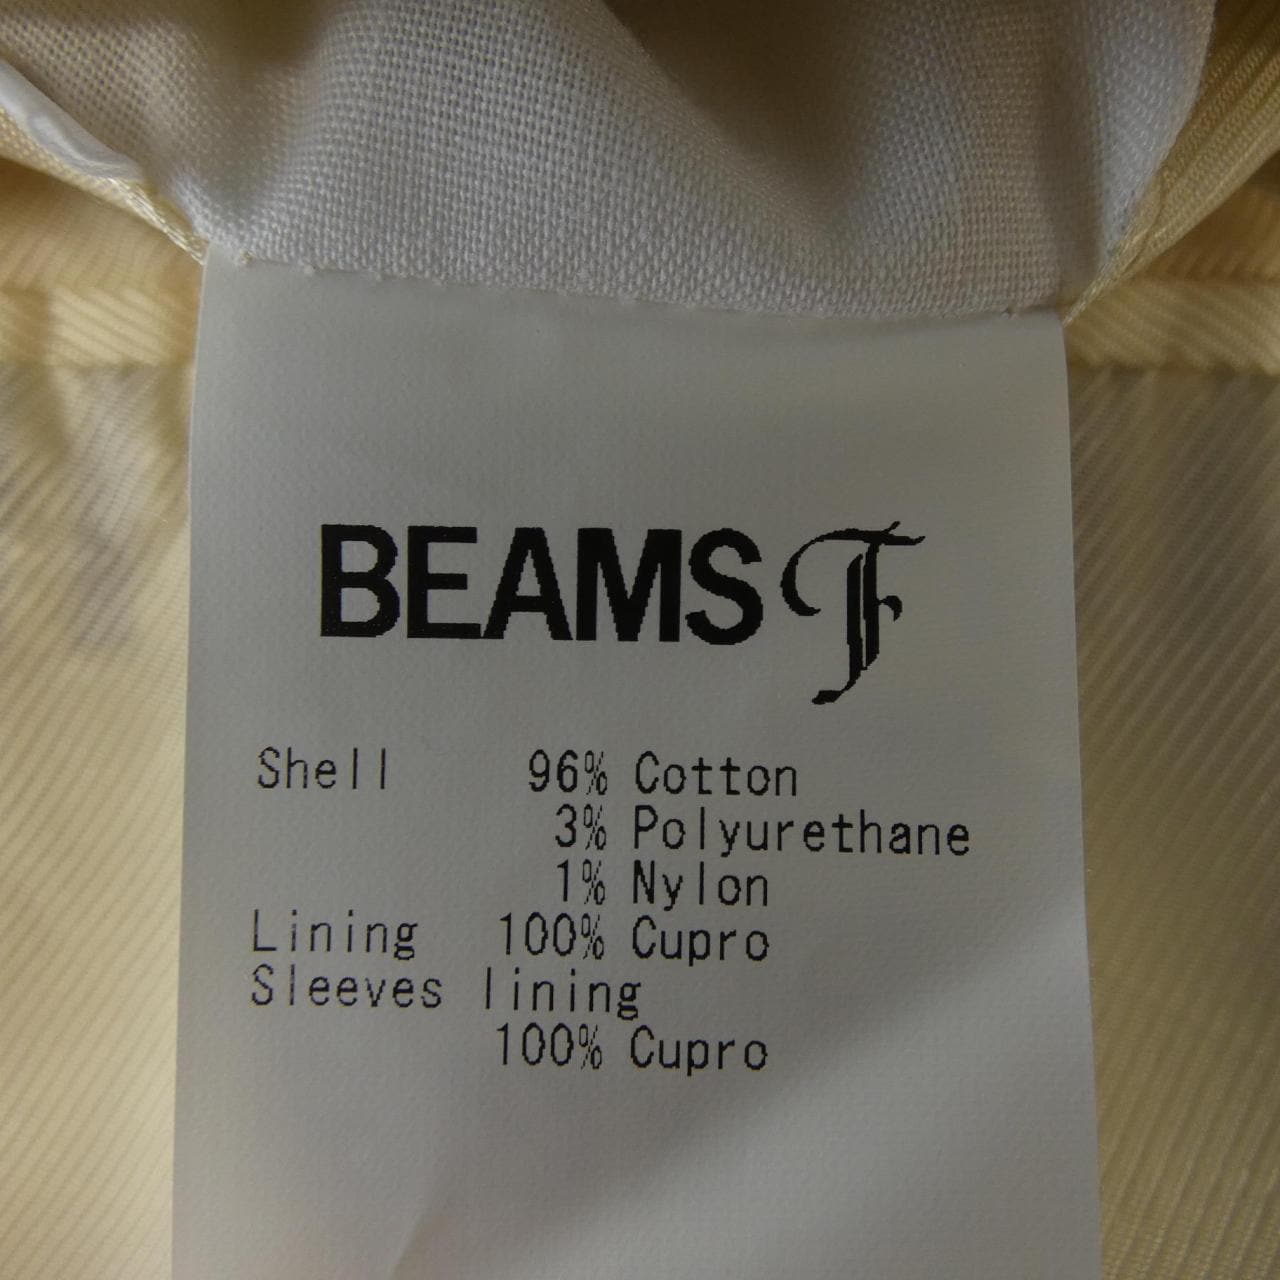 BEAMS F
Shell 96% Cotton
3% Polyurethane
1% Nylon
Lining 100% Cupro
Sleeves lining
100% Cupro